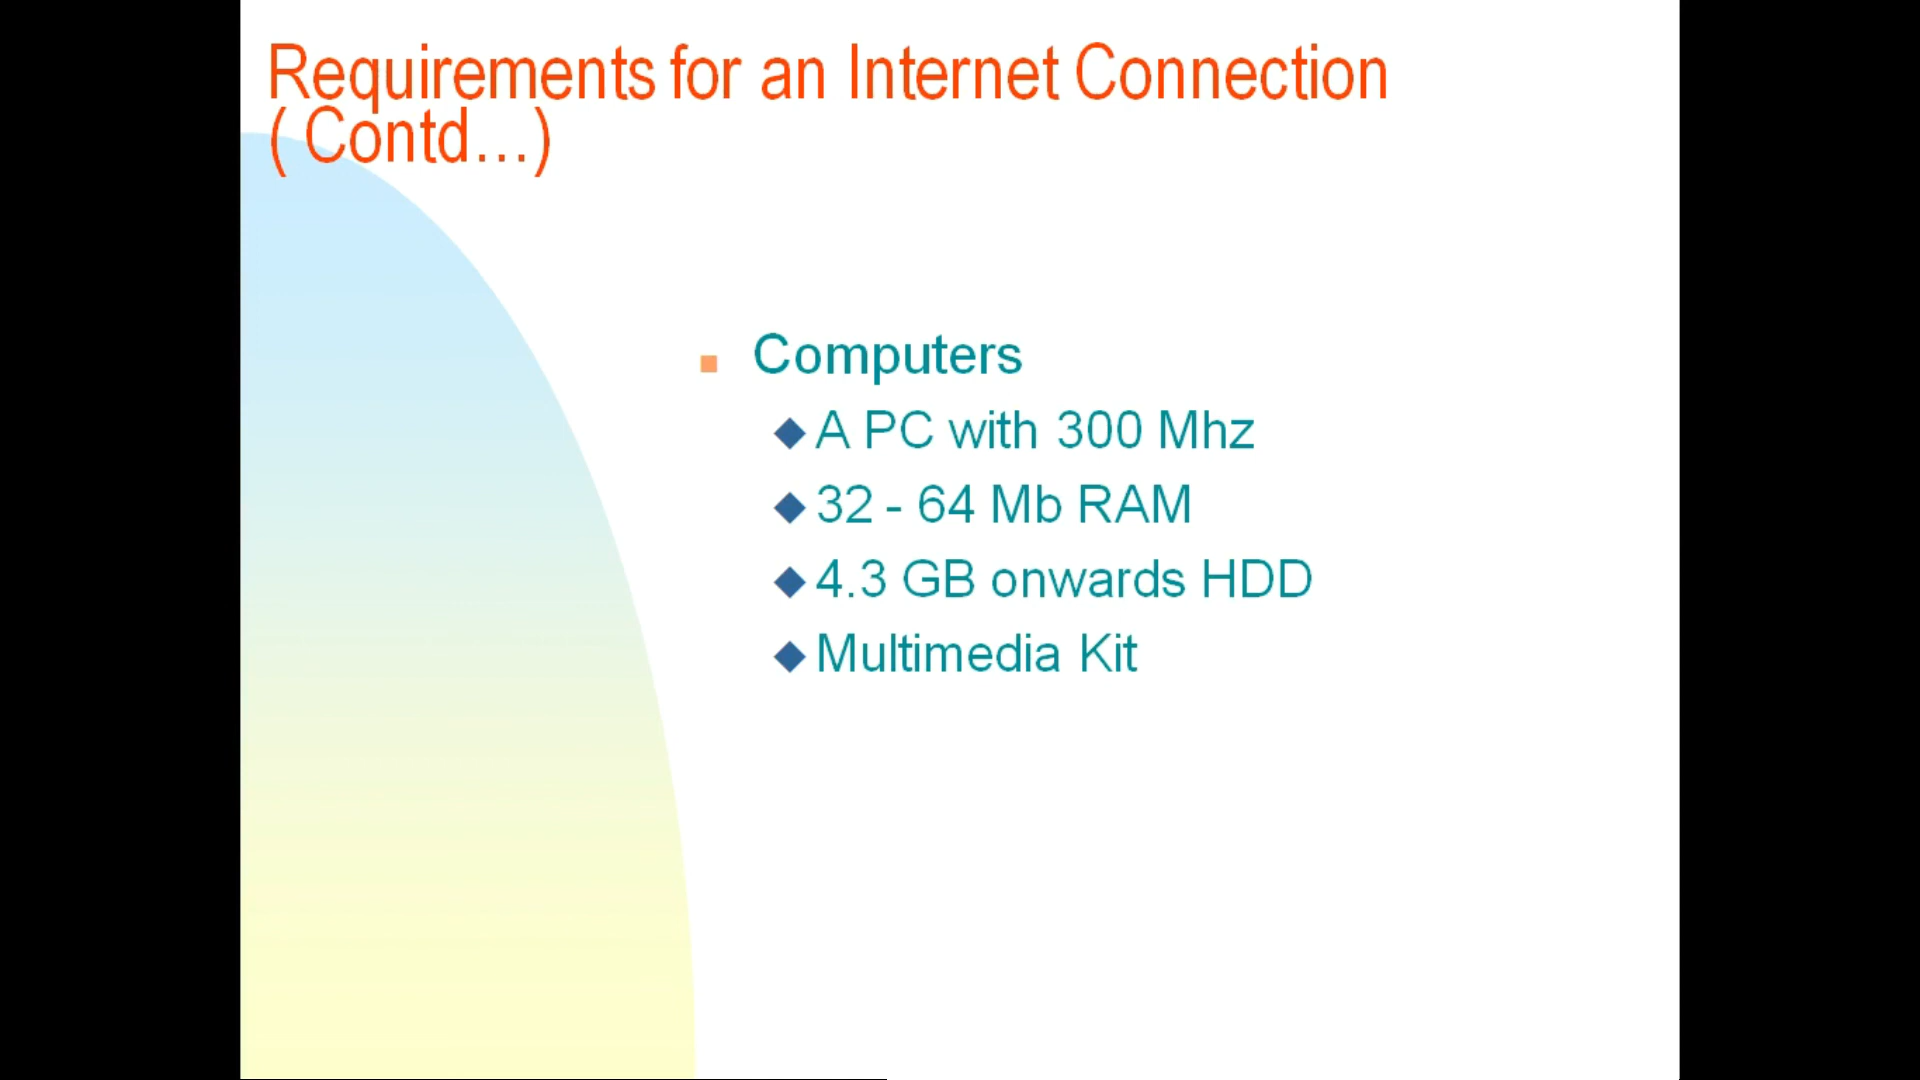 Requirements for an Internet Connection
( Contd...)
Computers
A PC with 300 Mhz
32 - 64 Mb RAM
4.3 GB onwards HDD
Multimedia Kit